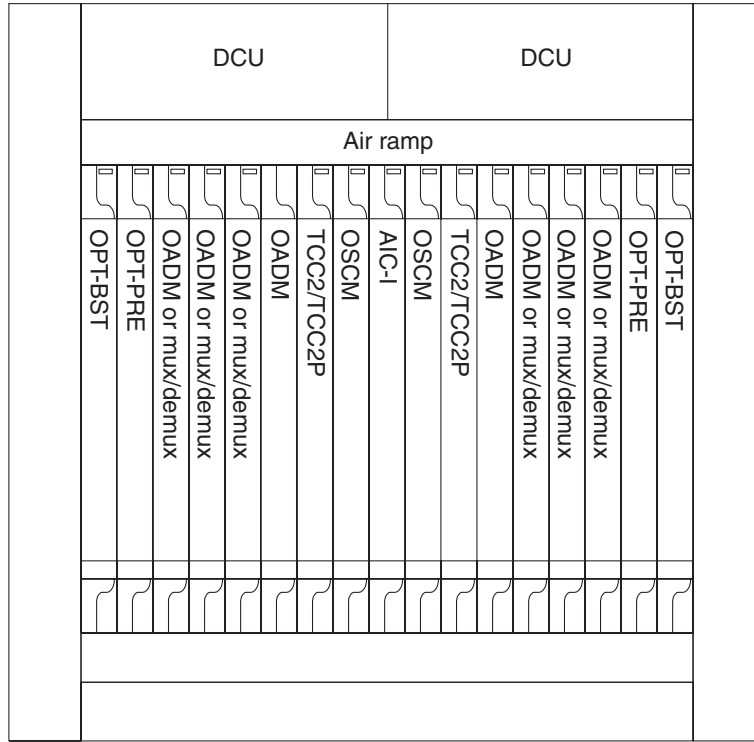 DCU
DCU
Air ramp
OPT-BST
OPT-PRE
OADM or mux/demux
OADM or mux/demux
OADM or mux/demux
OADM
TCC2/TCC2P
OSCM
AIC-I
OSCM
TCC2/TCC2P
OADM
OADM or mux/demux
OADM or mux/demux
OADM or mux/demux
OPT-PRE
OPT-BST